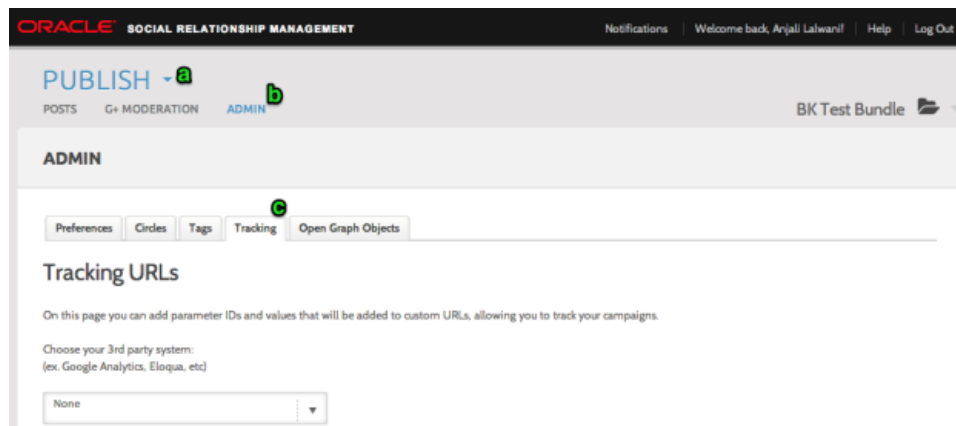 ORACLE SOCIAL RELATIONSHIP MANAGEMENT Notifications Welcome back, Anjali Lalwani! Help Log Out
PUBLISH a
POSTS G+ MODERATION ADMIN b
BK Test Bundle
ADMIN
c
Preferences Circles Tags Tracking Open Graph Objects
Tracking URLs
On this page you can add parameter IDs and values that will be added to custom URLs, allowing you to track your campaigns.
Choose your 3rd party system:
(ex. Google Analytics, Eloqua, etc)
None